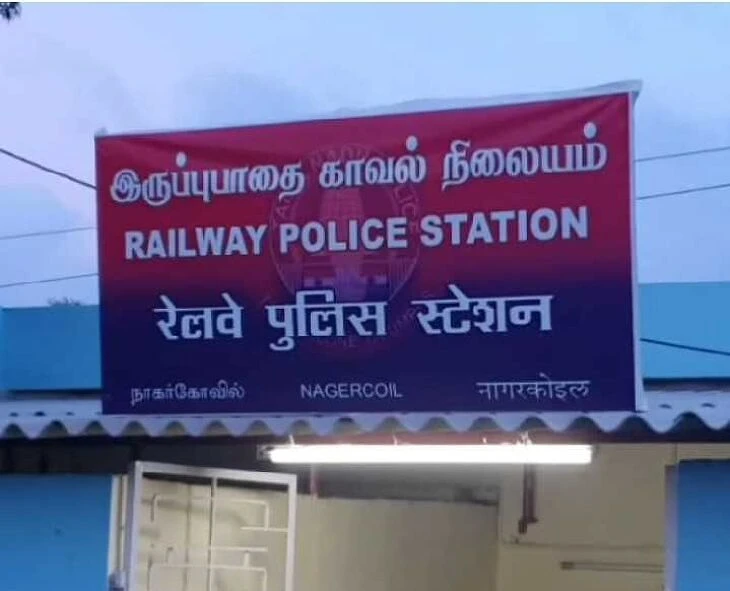 இருப்புபாதை காவல் நிலையம்
RAILWAY POLICE STATION
रेलवे पुलिस स्टेशन
நாகர்கோவில் NAGERCOIL नागरकोइल